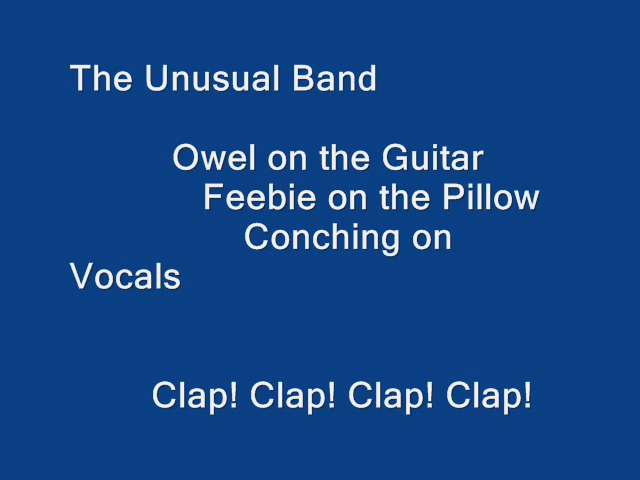 The Unusual Band
Owel on the Guitar
Feebie on the Pillow
Conching on
Vocals
Clap! Clap! Clap! Clap!